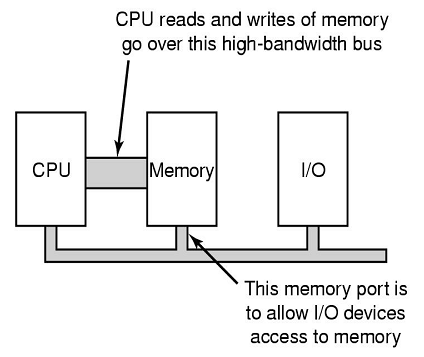 CPU reads and writes of memory
go over this high-bandwidth bus
CPU
Memory
I/O
This memory port is
to allow I/O devices
access to memory